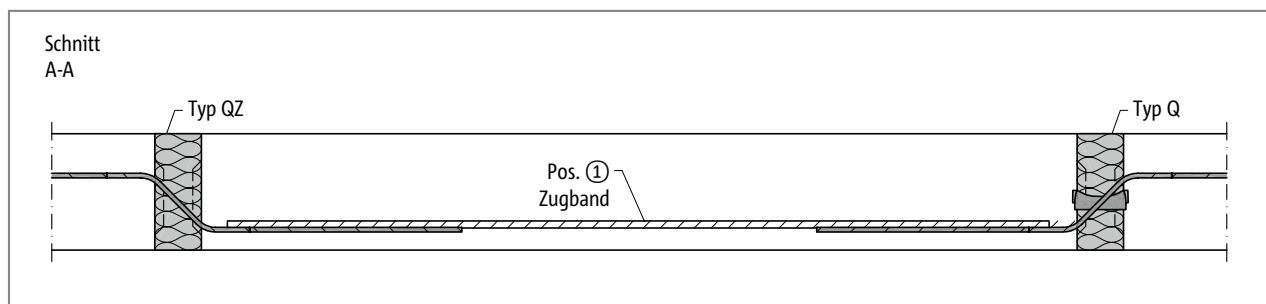 Schnitt
A-A
Typ QZ
Typ Q
Pos. ①
Zugband